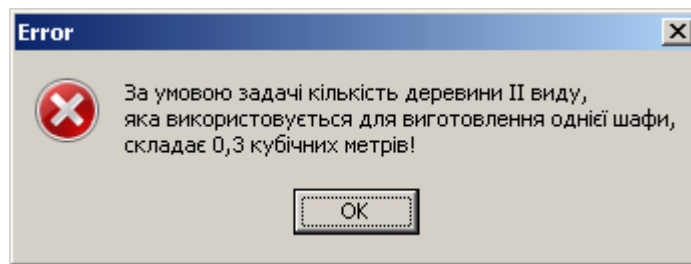 Error
За умовою задачі кількість деревини II виду,
яка використовується для виготовлення однієї шафи,
складає 0,3 кубічних метрів!
OK